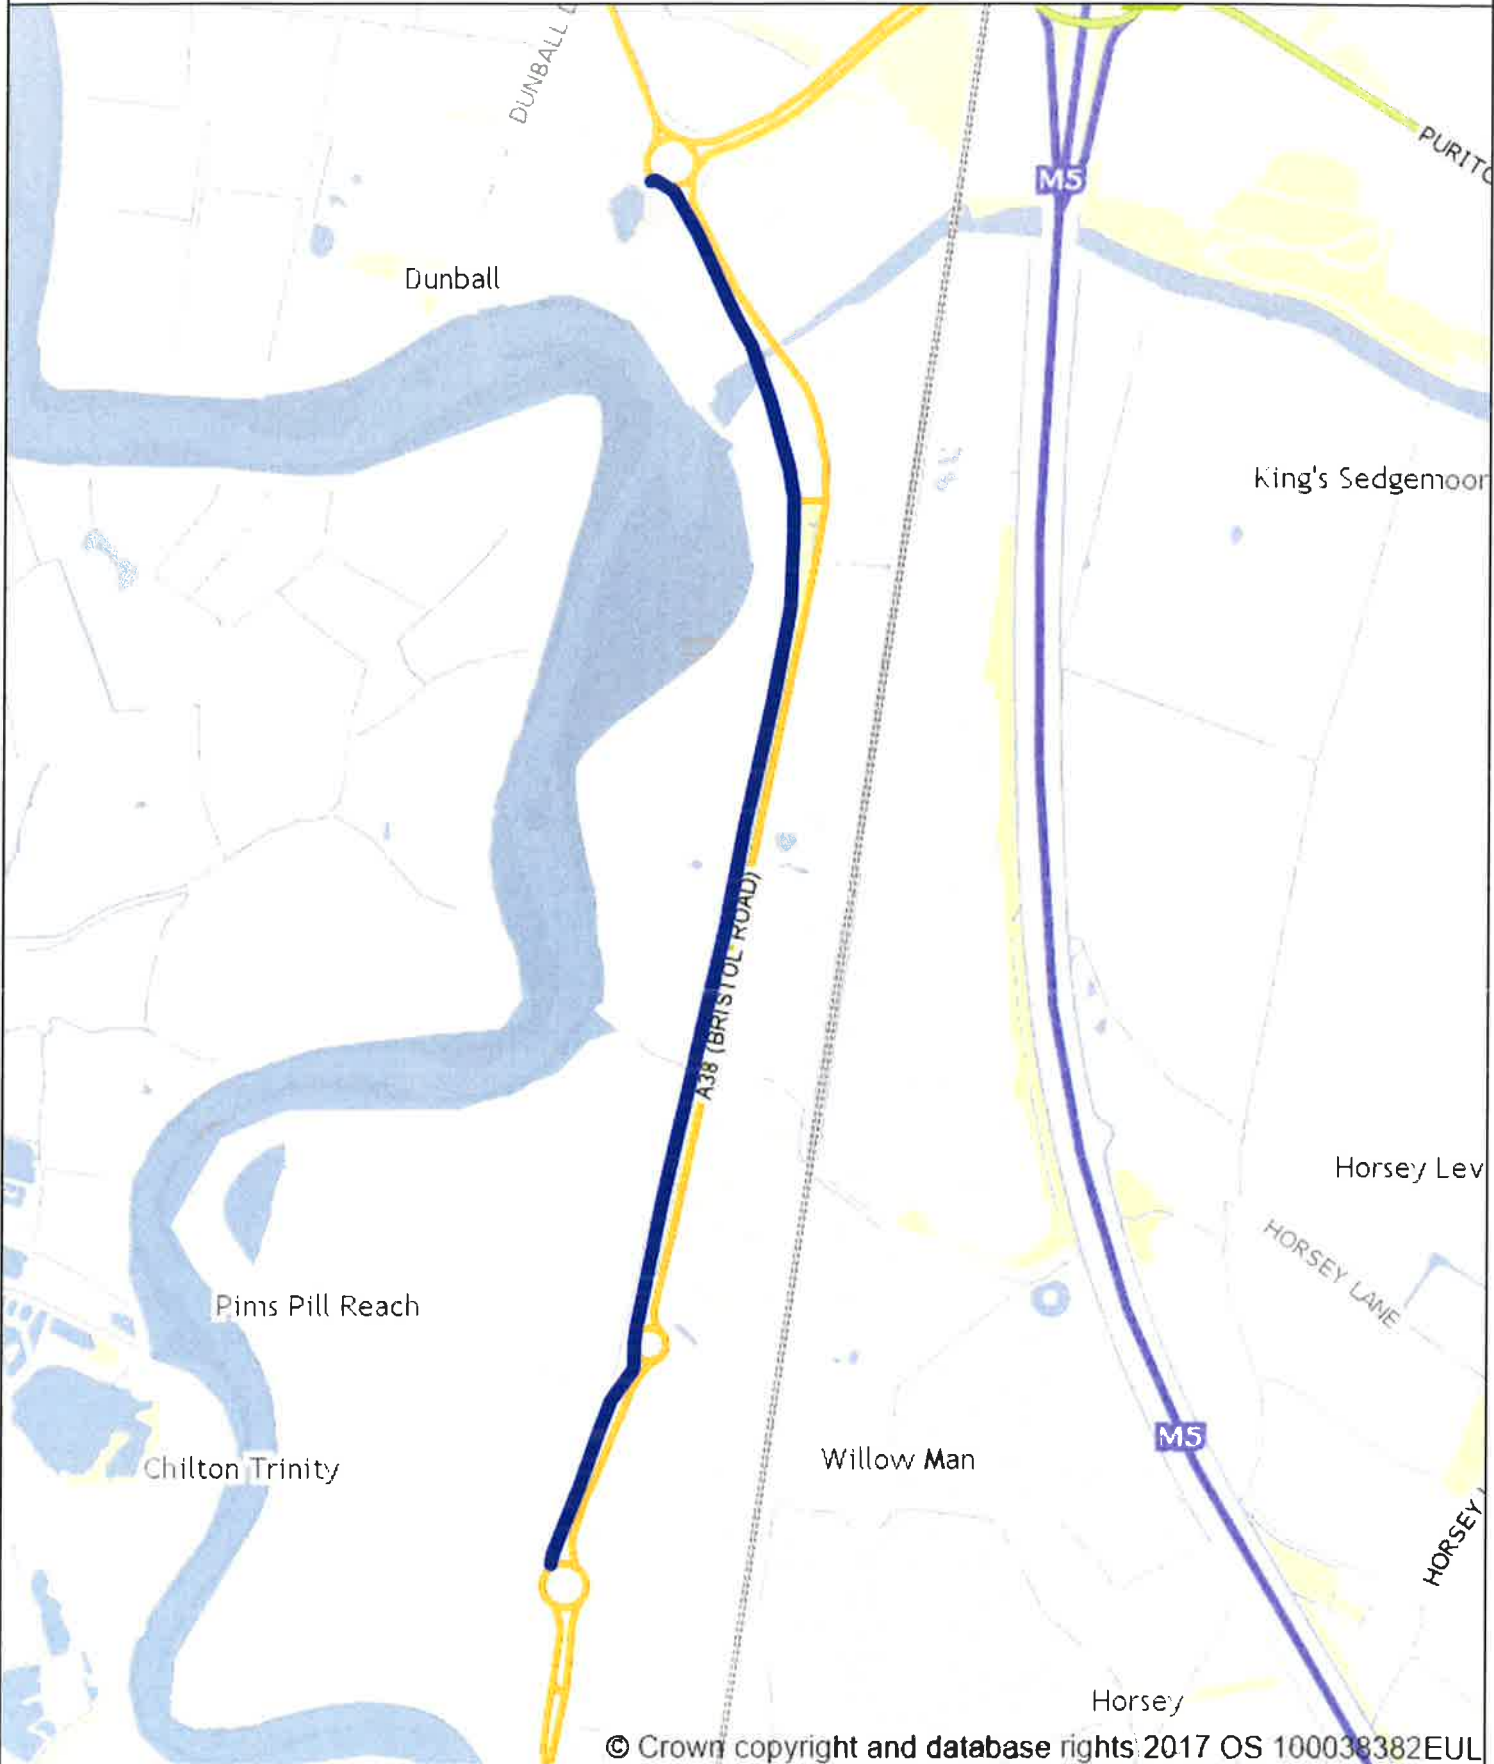 DUNBALL
PURITC
M5
Dunball
King's Sedgemoor
A38 (BRISTOL ROAD)
Horsey Lev
HORSEY LANE
Pims Pill Reach
M5
Willow Man
Chilton Trinity
HORSEY
Horsey
© Crown copyright and database rights 2017 OS 100038382EUL